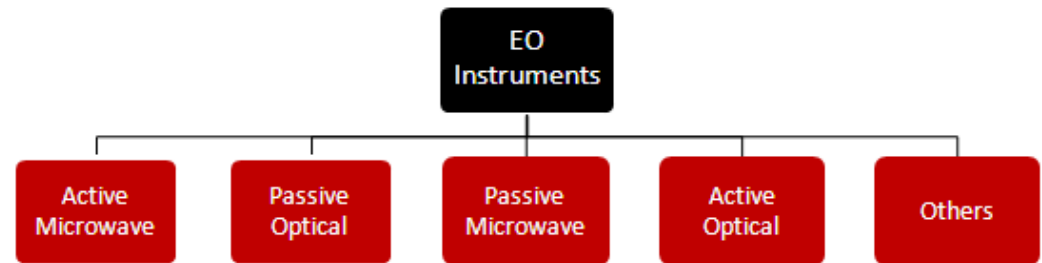 EO
Instruments
Active
Microwave
Passive
Optical
Passive
Microwave
Active
Optical
Others